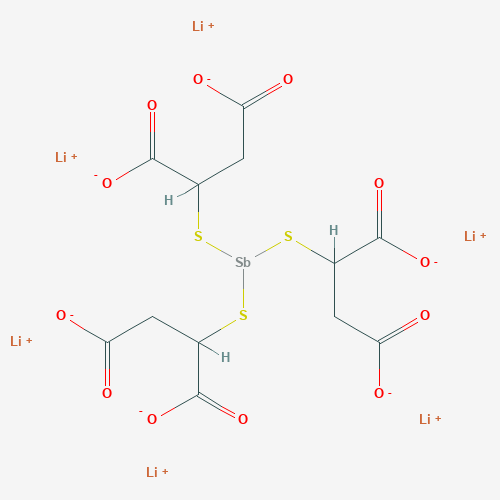 Li +
O - O
O
Li +
- O H
O
H
S S Li +
Sb O -
O - S O
Li + H
O - O O - Li +
O
Li +